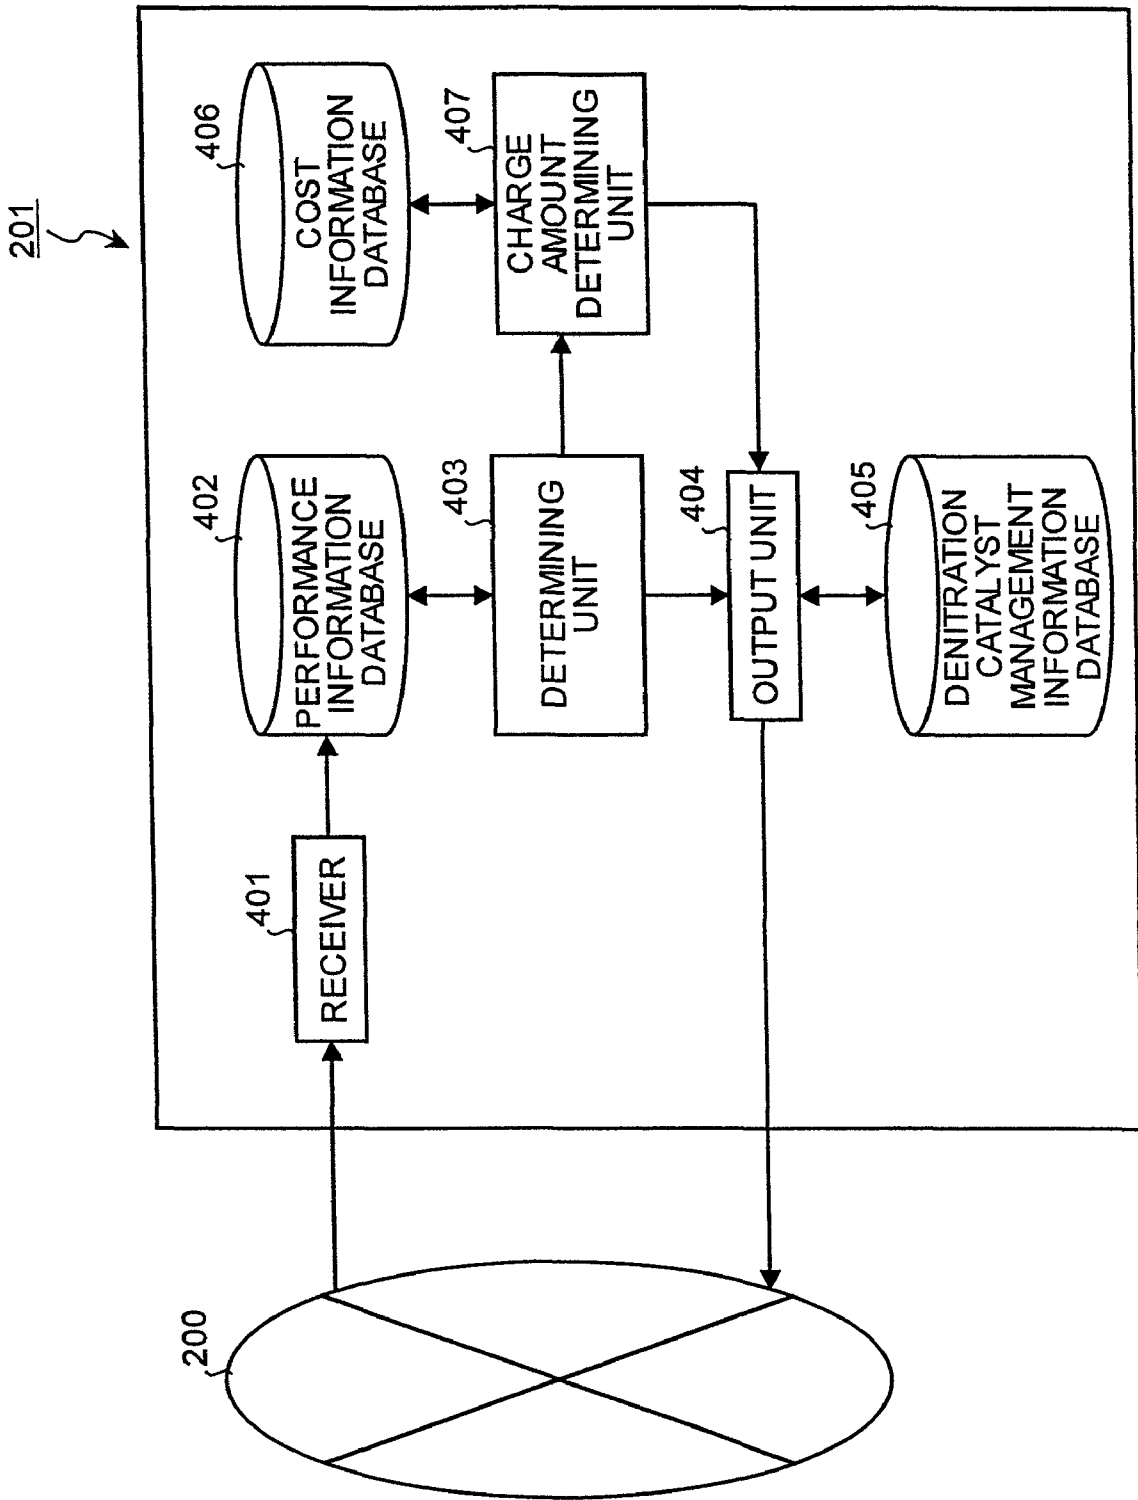 201
200
401
RECEIVER
402
PERFORMANCE
INFORMATION
DATABASE
406
COST
INFORMATION
DATABASE
403
DETERMINING
UNIT
407
CHARGE
AMOUNT
DETERMINING
UNIT
404
OUTPUT UNIT
405
DENITRATION
CATALYST
MANAGEMENT
INFORMATION
DATABASE